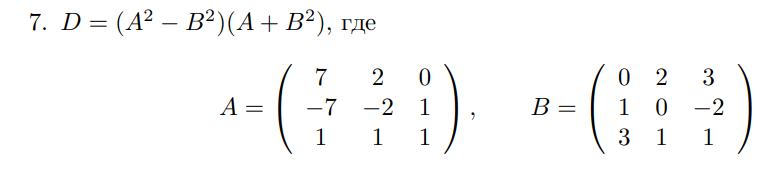 7. D = (A² − B²)(A + B²), где
A = ( 7 2 0 ; −7 −2 1 ; 1 1 1 ), B = ( 0 2 3 ; 1 0 −2 ; 3 1 1 )